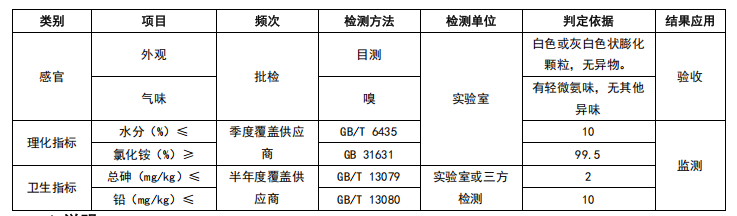 类别 项目 频次 检测方法 检测单位 判定依据 结果应用
感官 外观 批检 目测 实验室 白色或灰白色状膨化
颗粒，无异物。 验收
气味 嗅 有轻微氨味，无其他
异味
理化指标 水分（%）≤ 季度覆盖供应
商 GB/T 6435 10 监测
氯化铵（%）≥ GB 31631 99.5
卫生指标 总砷（mg/kg）≤ 半年度覆盖供
应商 GB/T 13079 实验室或三方
检测 2
铅（mg/kg）≤ GB/T 13080 10